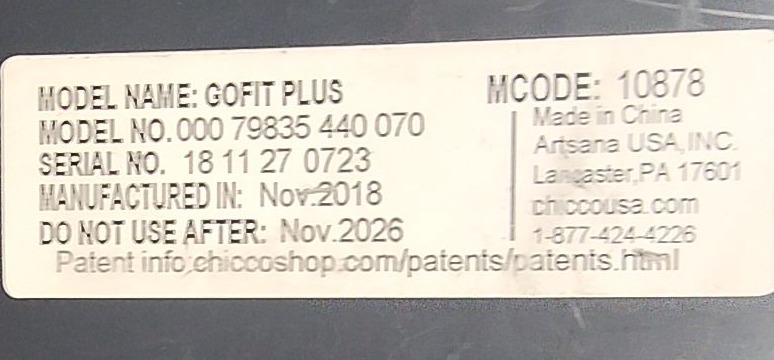 MODEL NAME: GOFIT PLUS
MODEL NO. 000 79835 440 070
SERIAL NO. 18 11 27 0723
MANUFACTURED IN: Nov.2018
DO NOT USE AFTER: Nov.2026
Patent info:chiccoshop.com/patents/patents.html
MCODE: 10878
Made in China
Artsana USA,INC.
Lancaster,PA 17601
chiccousa.com
1-877-424-4226